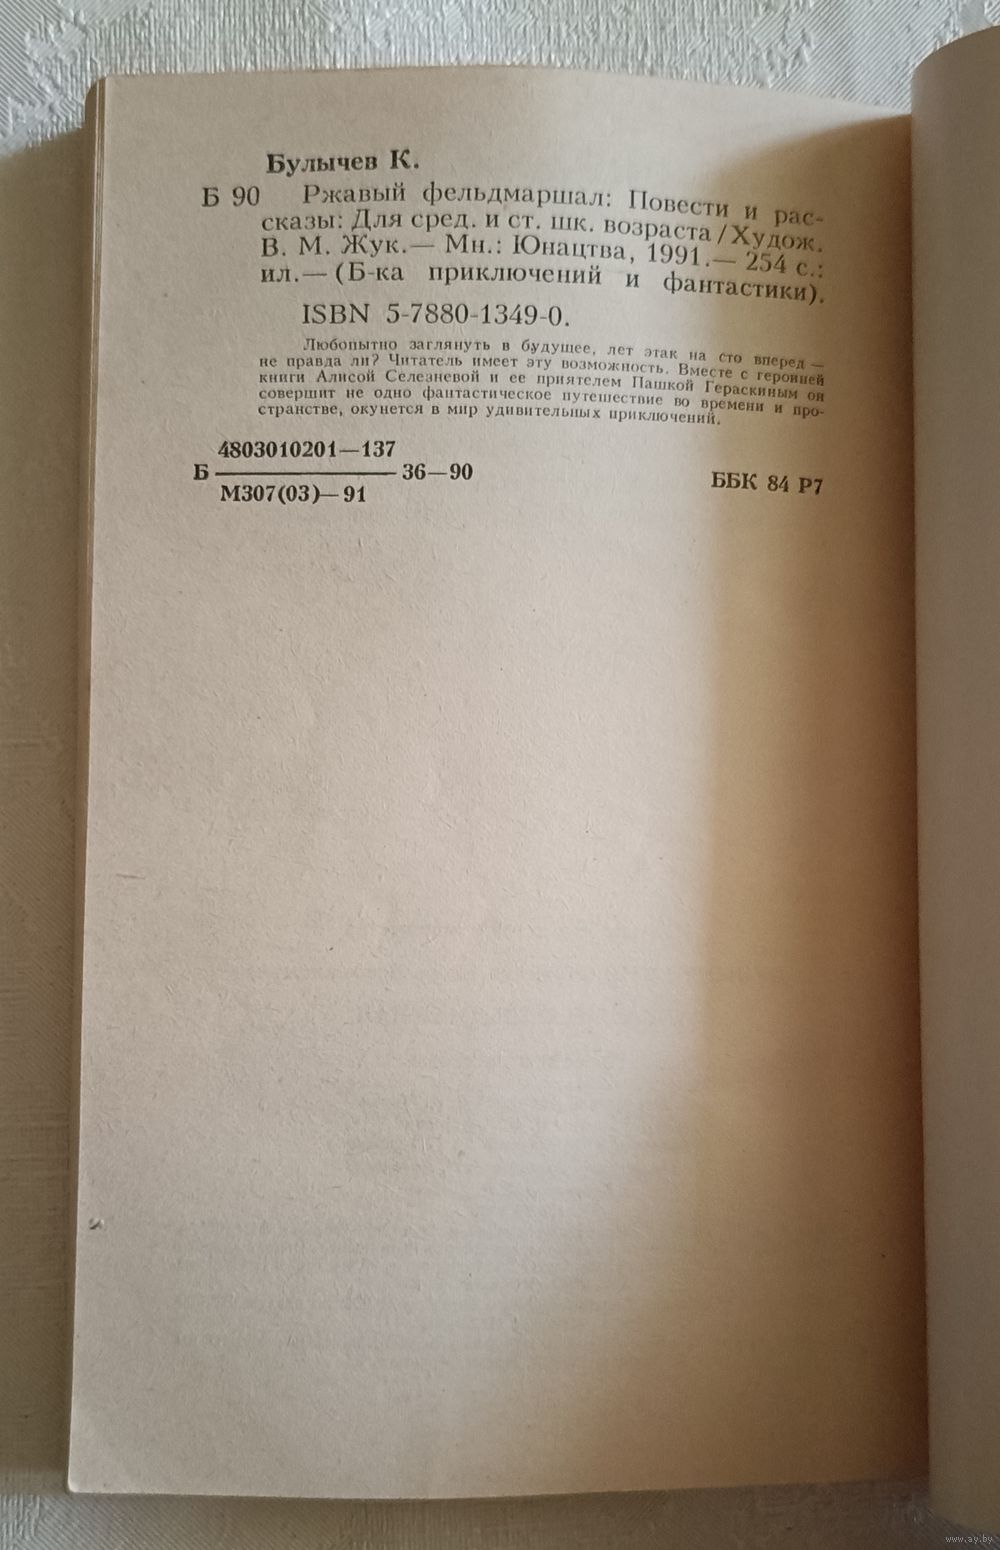 Булычев К.
Б 90 Ржавый фельдмаршал: Повести и рас-
сказы: Для сред. и ст. шк. возраста / Худож.
В. М. Жук.— Мн.: Юнацтва, 1991.— 254 с.:
ил.— (Б-ка приключений и фантастики).
ISBN 5-7880-1349-0.
Любопытно заглянуть в будущее, лет этак на сто вперед —
не правда ли? Читатель имеет эту возможность. Вместе с героиней
книги Алисой Селезневой и ее приятелем Пашкой Гераскиным он
совершит не одно фантастическое путешествие во времени и про-
странстве, окунется в мир удивительных приключений.
4803010201—137
Б ———— 36—90
М307(03)—91
ББК 84 Р7
www.ay.by